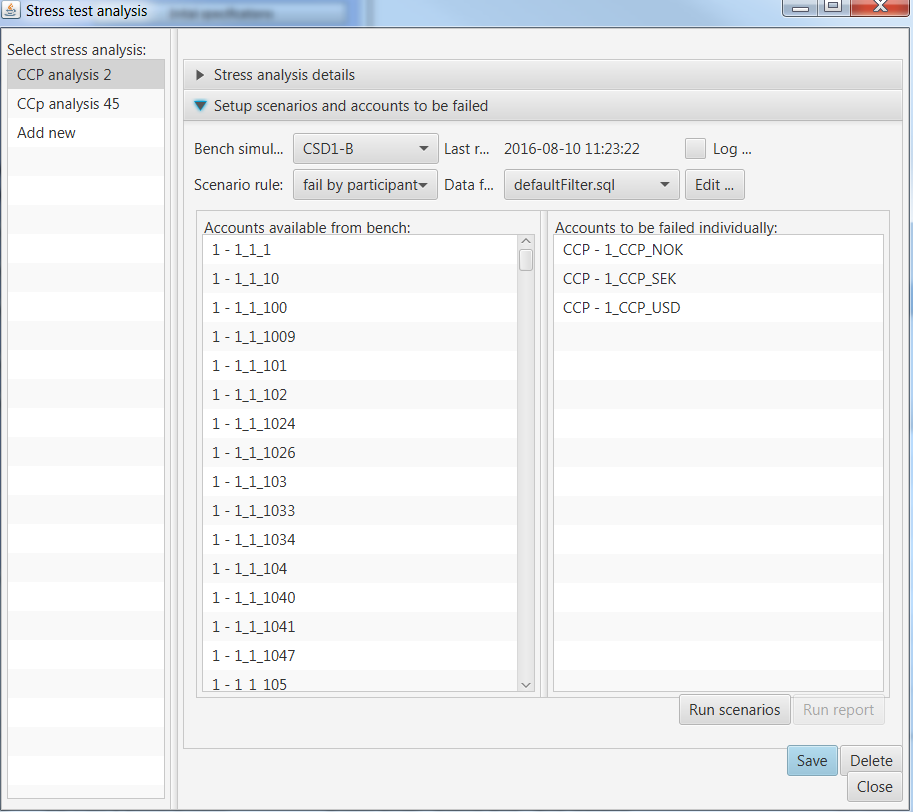 Stress test analysis
Select stress analysis:
CCP analysis 2
CCp analysis 45
Add new
Stress analysis details
Setup scenarios and accounts to be failed
Bench simul... CSD1-B Last r... 2016-08-10 11:23:22 Log ...
Scenario rule: fail by participant Data f... defaultFilter.sql Edit ...
Accounts available from bench:
1 - 1_1_1
1 - 1_1_10
1 - 1_1_100
1 - 1_1_1009
1 - 1_1_101
1 - 1_1_102
1 - 1_1_1024
1 - 1_1_1026
1 - 1_1_103
1 - 1_1_1033
1 - 1_1_1034
1 - 1_1_104
1 - 1_1_1040
1 - 1_1_1041
1 - 1_1_1047
1 - 1_1_105
Accounts to be failed individually:
CCP - 1_CCP_NOK
CCP - 1_CCP_SEK
CCP - 1_CCP_USD
Run scenarios Run report
Save Delete
Close